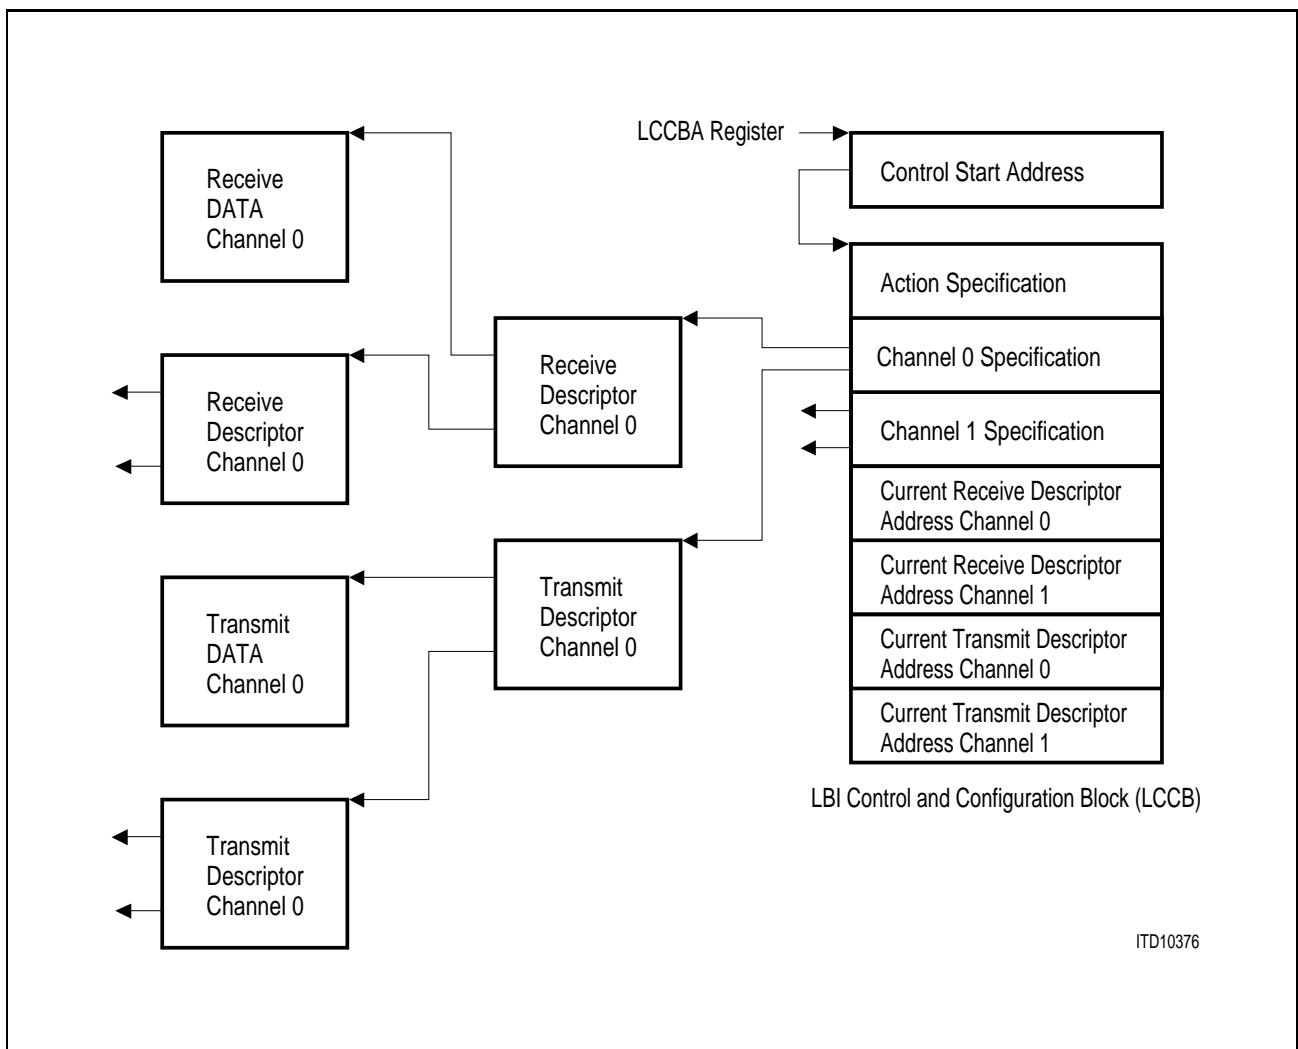 LCCBA Register
Control Start Address
Receive
DATA
Channel 0
Action Specification
Receive
Descriptor
Channel 0
Channel 0 Specification
Receive
Descriptor
Channel 0
Channel 1 Specification
Current Receive Descriptor
Address Channel 0
Transmit
Descriptor
Channel 0
Current Receive Descriptor
Address Channel 1
Transmit
DATA
Channel 0
Current Transmit Descriptor
Address Channel 0
Current Transmit Descriptor
Address Channel 1
LBI Control and Configuration Block (LCCB)
Transmit
Descriptor
Channel 0
ITD10376